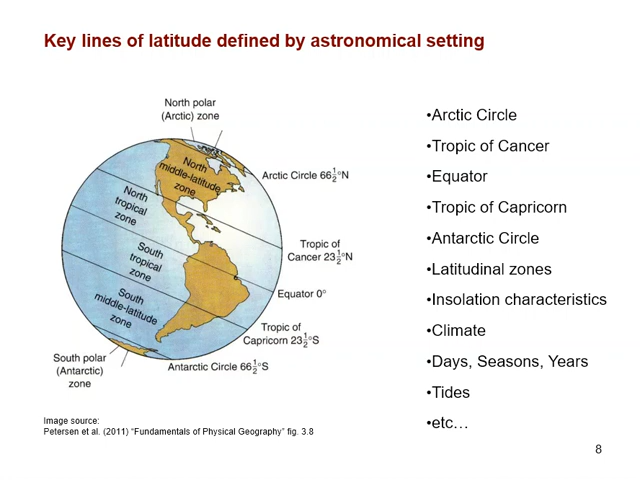 Key lines of latitude defined by astronomical setting
North polar
(Arctic) zone
North
middle-latitude
zone
Arctic Circle 66½°N
North
tropical
zone
Tropic of
Cancer 23½°N
South
tropical
zone
Equator 0°
South
middle-latitude
zone
Tropic of
Capricorn 23½°S
South polar
(Antarctic)
zone
Antarctic Circle 66½°S
•Arctic Circle
•Tropic of Cancer
•Equator
•Tropic of Capricorn
•Antarctic Circle
•Latitudinal zones
•Insolation characteristics
•Climate
•Days, Seasons, Years
•Tides
•etc…
Image source:
Petersen et al. (2011) “Fundamentals of Physical Geography” fig. 3.8
8